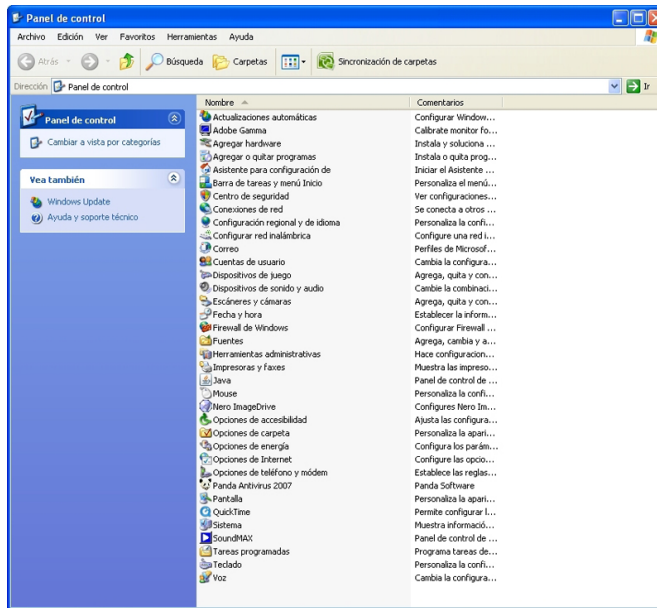 Panel de control
Archivo Edición Ver Favoritos Herramientas Ayuda
Atrás Búsqueda Carpetas Sincronización de carpetas
Dirección Panel de control Ir
Panel de control
Cambiar a vista por categorías
Vea también
Windows Update
Ayuda y soporte técnico
Nombre Comentarios
Actualizaciones automáticas Configurar Window...
Adobe Gamma Calibrate monitor fo...
Agregar hardware Instala y soluciona ...
Agregar o quitar programas Instala o quita prog...
Asistente para configuración de Iniciar el Asistente ...
Barra de tareas y menú Inicio Personaliza el menú...
Centro de seguridad Ver configuraciones...
Conexiones de red Se conecta a otros ...
Configuración regional y de idioma Personaliza la confi...
Configurar red inalámbrica Configure una red i...
Correo Perfiles de Microsof...
Cuentas de usuario Cambia la configura...
Dispositivos de juego Agrega, quita y con...
Dispositivos de sonido y audio Cambie la combinaci...
Escáneres y cámaras Agrega, quita y con...
Fecha y hora Establecer la inform...
Firewall de Windows Configurar Firewall ...
Fuentes Agrega, cambia y a...
Herramientas administrativas Hace configuracion...
Impresoras y faxes Muestra las impreso...
Java Panel de control de ...
Mouse Personaliza la confi...
Nero ImageDrive Configures Nero Im...
Opciones de accesibilidad Ajusta las configura...
Opciones de carpeta Personaliza la apari...
Opciones de energía Configura los parám...
Opciones de Internet Configure las opcio...
Opciones de teléfono y módem Establece las reglas...
Panda Antivirus 2007 Panda Software
Pantalla Personaliza la apari...
QuickTime Permite configurar l...
Sistema Muestra informació...
SoundMAX Panel de control de ...
Tareas programadas Programa tareas de...
Teclado Personaliza la confi...
Voz Cambia la configura...